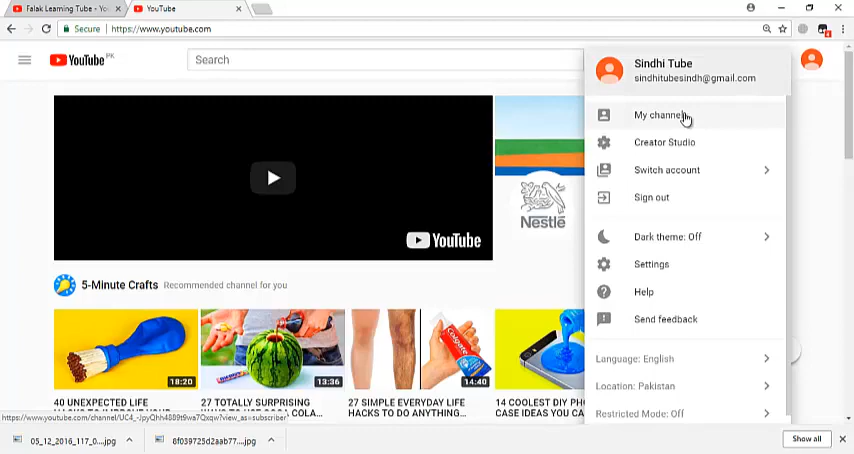 Falak Learning Tube - You
YouTube
Secure
https://www.youtube.com
YouTube PK
Search
Sindhi Tube
sindhitubesindh@gmail.com
My channel
Creator Studio
Switch account
Sign out
Dark theme: Off
Settings
Help
Send feedback
Language: English
Location: Pakistan
Restricted Mode: Off
YouTube
Nestlé
5-Minute Crafts Recommended channel for you
Colgate
18:20
13:36
14:40
40 UNEXPECTED LIFE
27 TOTALLY SURPRISING
27 SIMPLE EVERYDAY LIFE
HACKS TO DO ANYTHING...
14 COOLEST DIY PH
CASE IDEAS YOU CA
05_12_2016_117_0....jpg
8f039725d2aab77....jpg
Show all